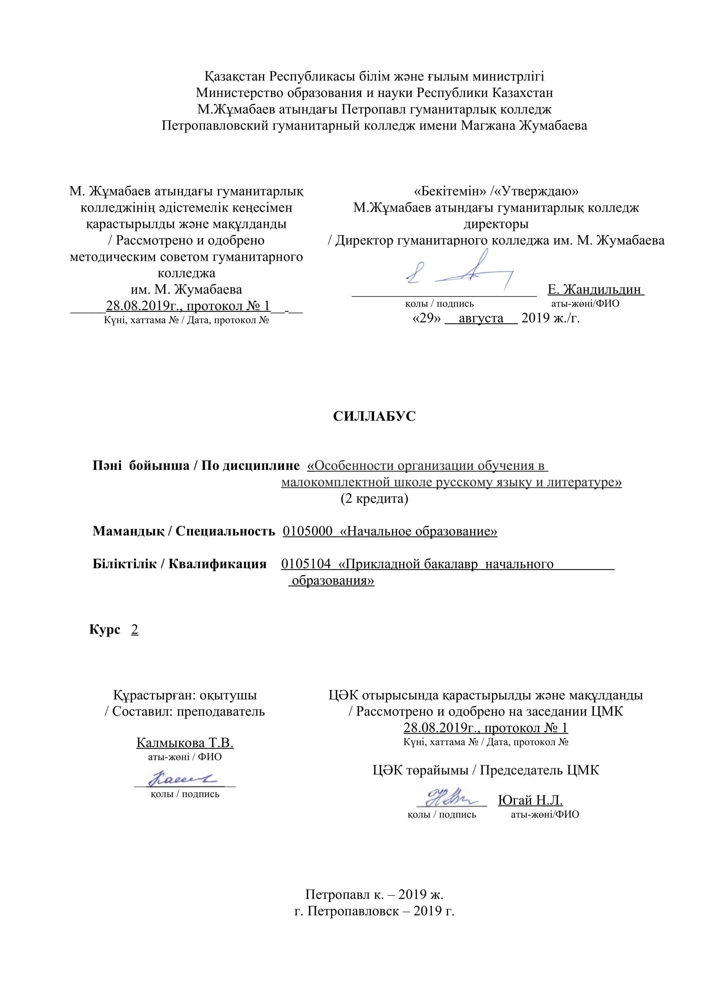 Қазақстан Республикасы білім және ғылым министрлігі
Министерство образования и науки Республики Казахстан
М.Жұмабаев атындағы Петропавл гуманитарлық колледж
Петропавловский гуманитарный колледж имени Магжана Жумабаева
М. Жұмабаев атындағы гуманитарлық
колледжінің әдістемелік кеңесімен
қарастырылды және мақұлданды
/ Рассмотрено и одобрено
методическим советом гуманитарного
колледжа
им. М. Жумабаева
_____28.08.2019г., протокол № 1__-__
Күні, хаттама № / Дата, протокол №
«Бекітемін» /«Утверждаю»
М.Жұмабаев атындағы гуманитарлық колледж
директоры
/ Директор гуманитарного колледжа им. М. Жумабаева
__________________________ Е. Жандильдин
қолы / подпись аты-жөні/ФИО
«29» __августа__ 2019 ж./г.
СИЛЛАБУС
Пәні бойынша / По дисциплине «Особенности организации обучения в
малокомплектной школе русскому языку и литературе»
(2 кредита)
Мамандық / Специальность 0105000 «Начальное образование»
Біліктілік / Квалификация 0105104 «Прикладной бакалавр начального
образования»
Курс 2
Құрастырған: оқытушы
/ Составил: преподаватель
Калмыкова Т.В.
аты-жөні / ФИО
қолы / подпись
ЦӘК отырысында қарастырылды және мақұлданды
/ Рассмотрено и одобрено на заседании ЦМК
28.08.2019г., протокол № 1
Күні, хаттама № / Дата, протокол №
ЦӘК төрайымы / Председатель ЦМК
__________ Югай Н.Л.
қолы / подпись аты-жөні/ФИО
Петропавл к. – 2019 ж.
г. Петропавловск – 2019 г.